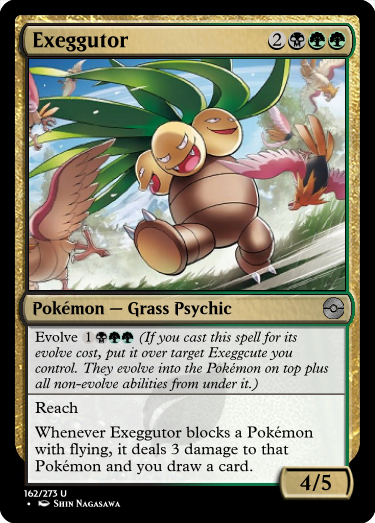 Exeggutor 2
Pokémon — Grass Psychic
Evolve 1 (If you cast this spell for its
evolve cost, put it over target Exeggcute you
control. They evolve into the Pokémon on top plus
all non-evolve abilities from under it.)
Reach
Whenever Exeggutor blocks a Pokémon
with flying, it deals 3 damage to that
Pokémon and you draw a card.
4/5
162/273 U
• Shin Nagasawa